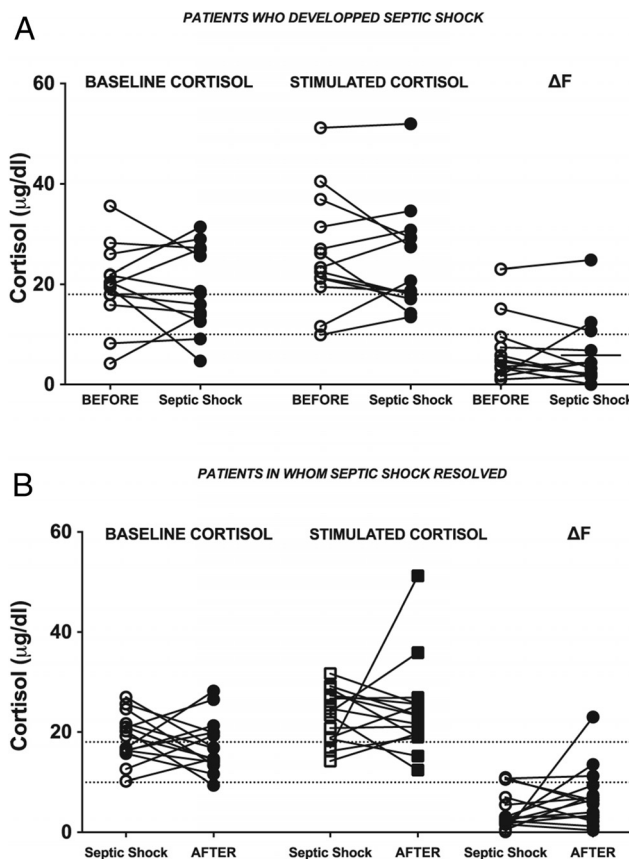 A
PATIENTS WHO DEVELOPPED SEPTIC SHOCK
BASELINE CORTISOL STIMULATED CORTISOL ΔF
Cortisol (µg/dl)
60
40
20
0
BEFORE Septic Shock BEFORE Septic Shock BEFORE Septic Shock
B
PATIENTS IN WHOM SEPTIC SHOCK RESOLVED
BASELINE CORTISOL STIMULATED CORTISOL ΔF
Cortisol (µg/dl)
60
40
20
0
Septic Shock AFTER Septic Shock AFTER Septic Shock AFTER